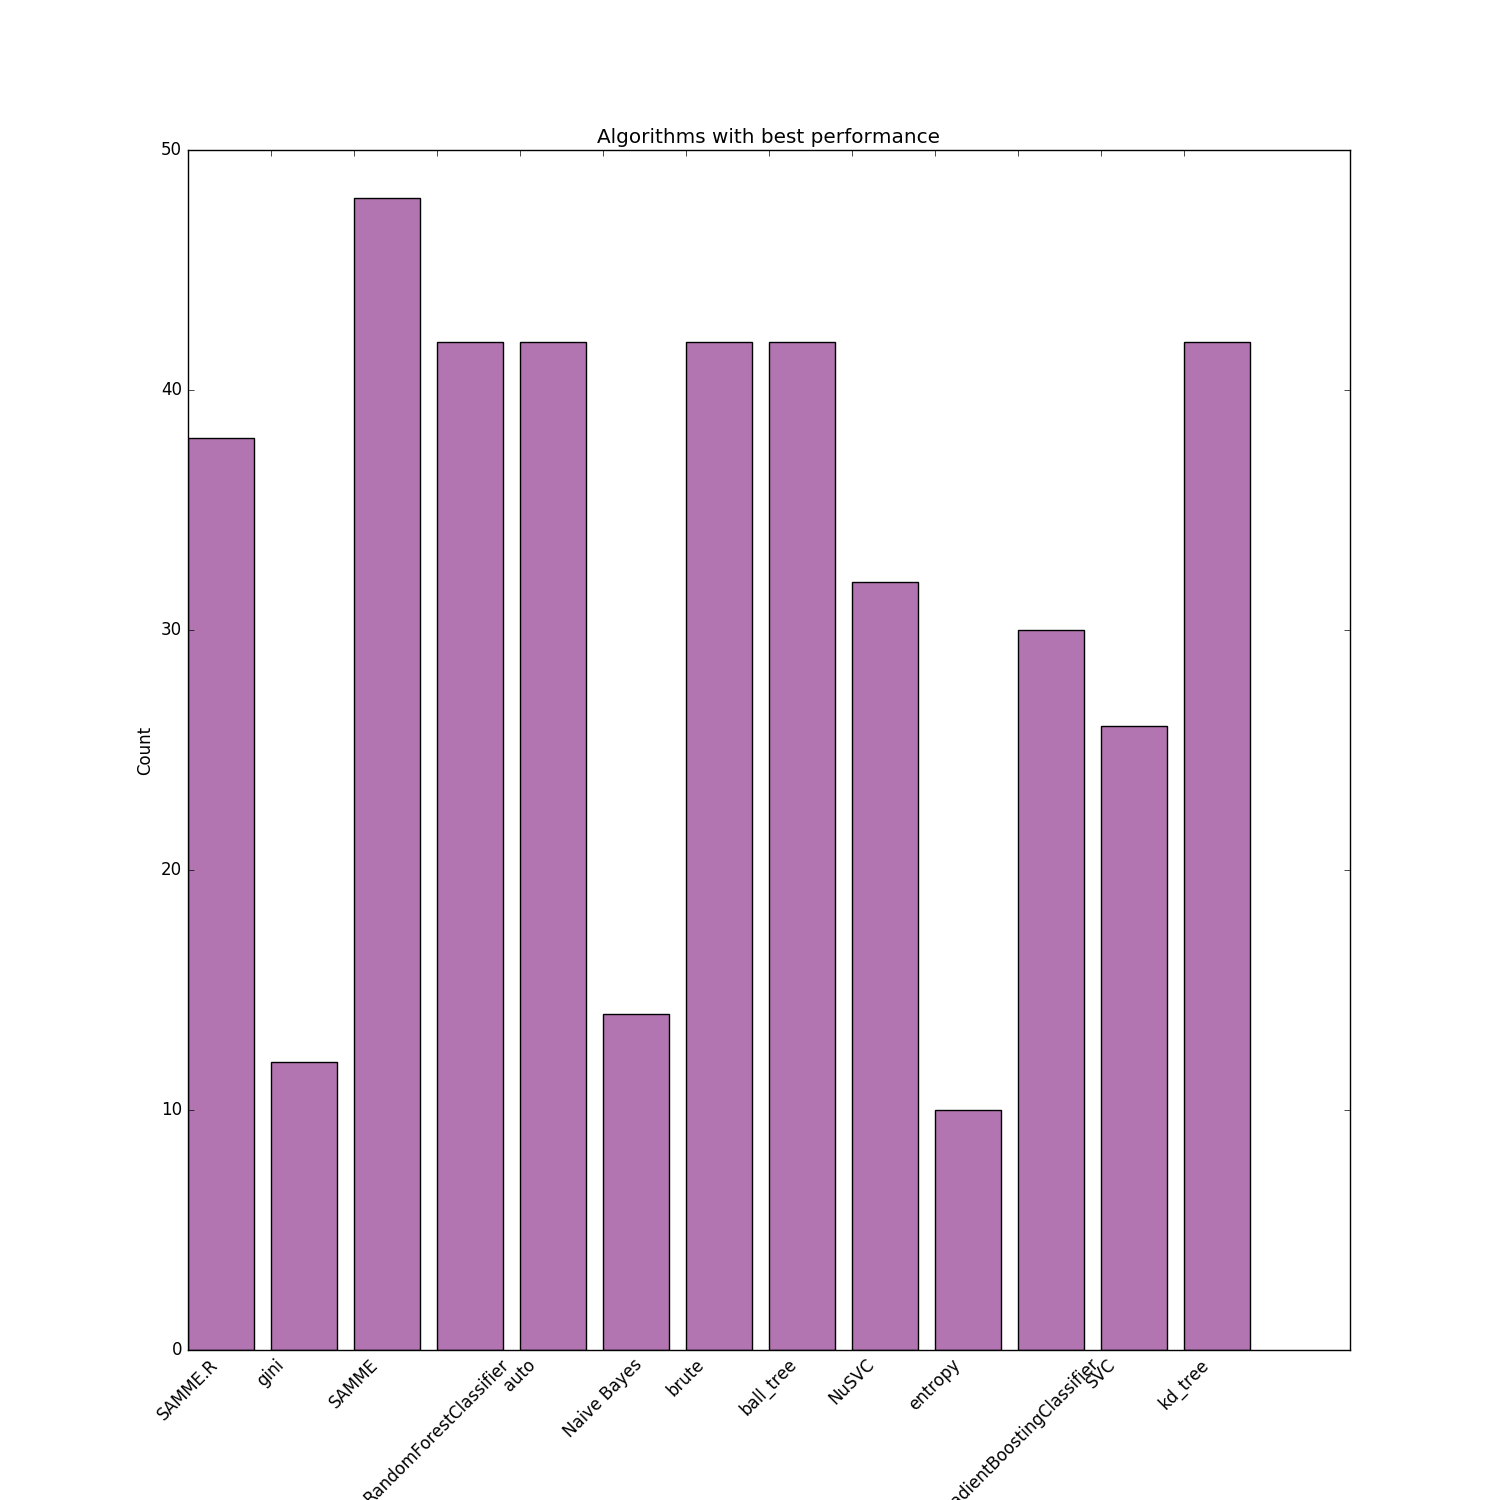 Algorithms with best performance
50
40
30
20
10
0
Count
SAMME.R
gini
SAMME
RandomForestClassifier
auto
Naive Bayes
brute
ball_tree
NuSVC
entropy
adientBoostingClassifier
SVC
kd_tree